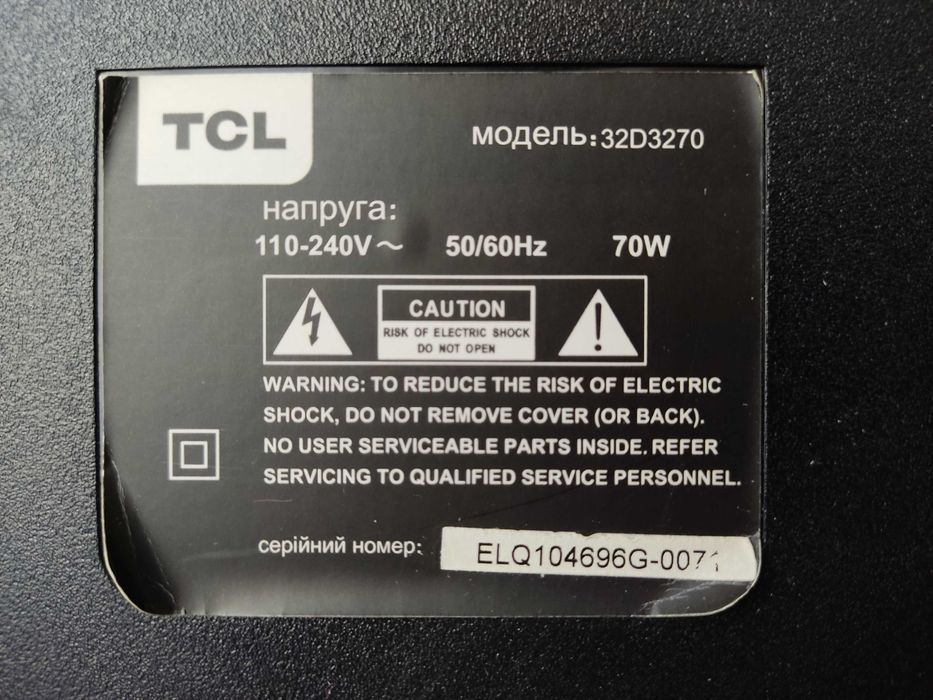 TCL
модель: 32D3270
напруга:
110-240V～ 50/60Hz 70W
CAUTION
RISK OF ELECTRIC SHOCK
DO NOT OPEN
WARNING: TO REDUCE THE RISK OF ELECTRIC
SHOCK, DO NOT REMOVE COVER (OR BACK).
NO USER SERVICEABLE PARTS INSIDE. REFER
SERVICING TO QUALIFIED SERVICE PERSONNEL.
серійний номер: ELQ104696G-0071